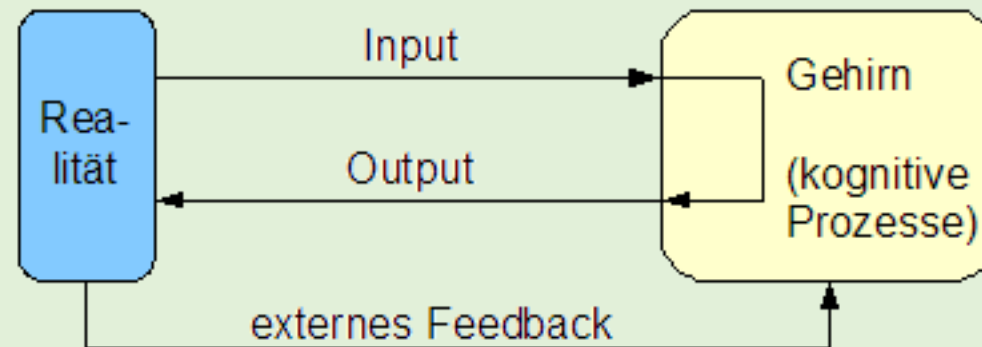 Rea-
lität
Input
Output
Gehirn
(kognitive
Prozesse)
externes Feedback